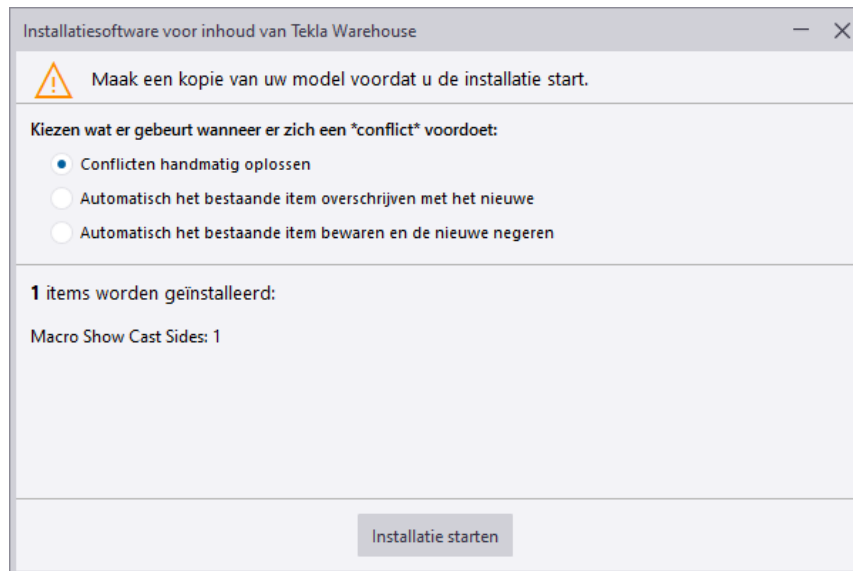 Installatiesoftware voor inhoud van Tekla Warehouse
Maak een kopie van uw model voordat u de installatie start.
Kiezen wat er gebeurt wanneer er zich een *conflict* voordoet:
Conflicten handmatig oplossen
Automatisch het bestaande item overschrijven met het nieuwe
Automatisch het bestaande item bewaren en de nieuwe negeren
1 items worden geïnstalleerd:
Macro Show Cast Sides: 1
Installatie starten